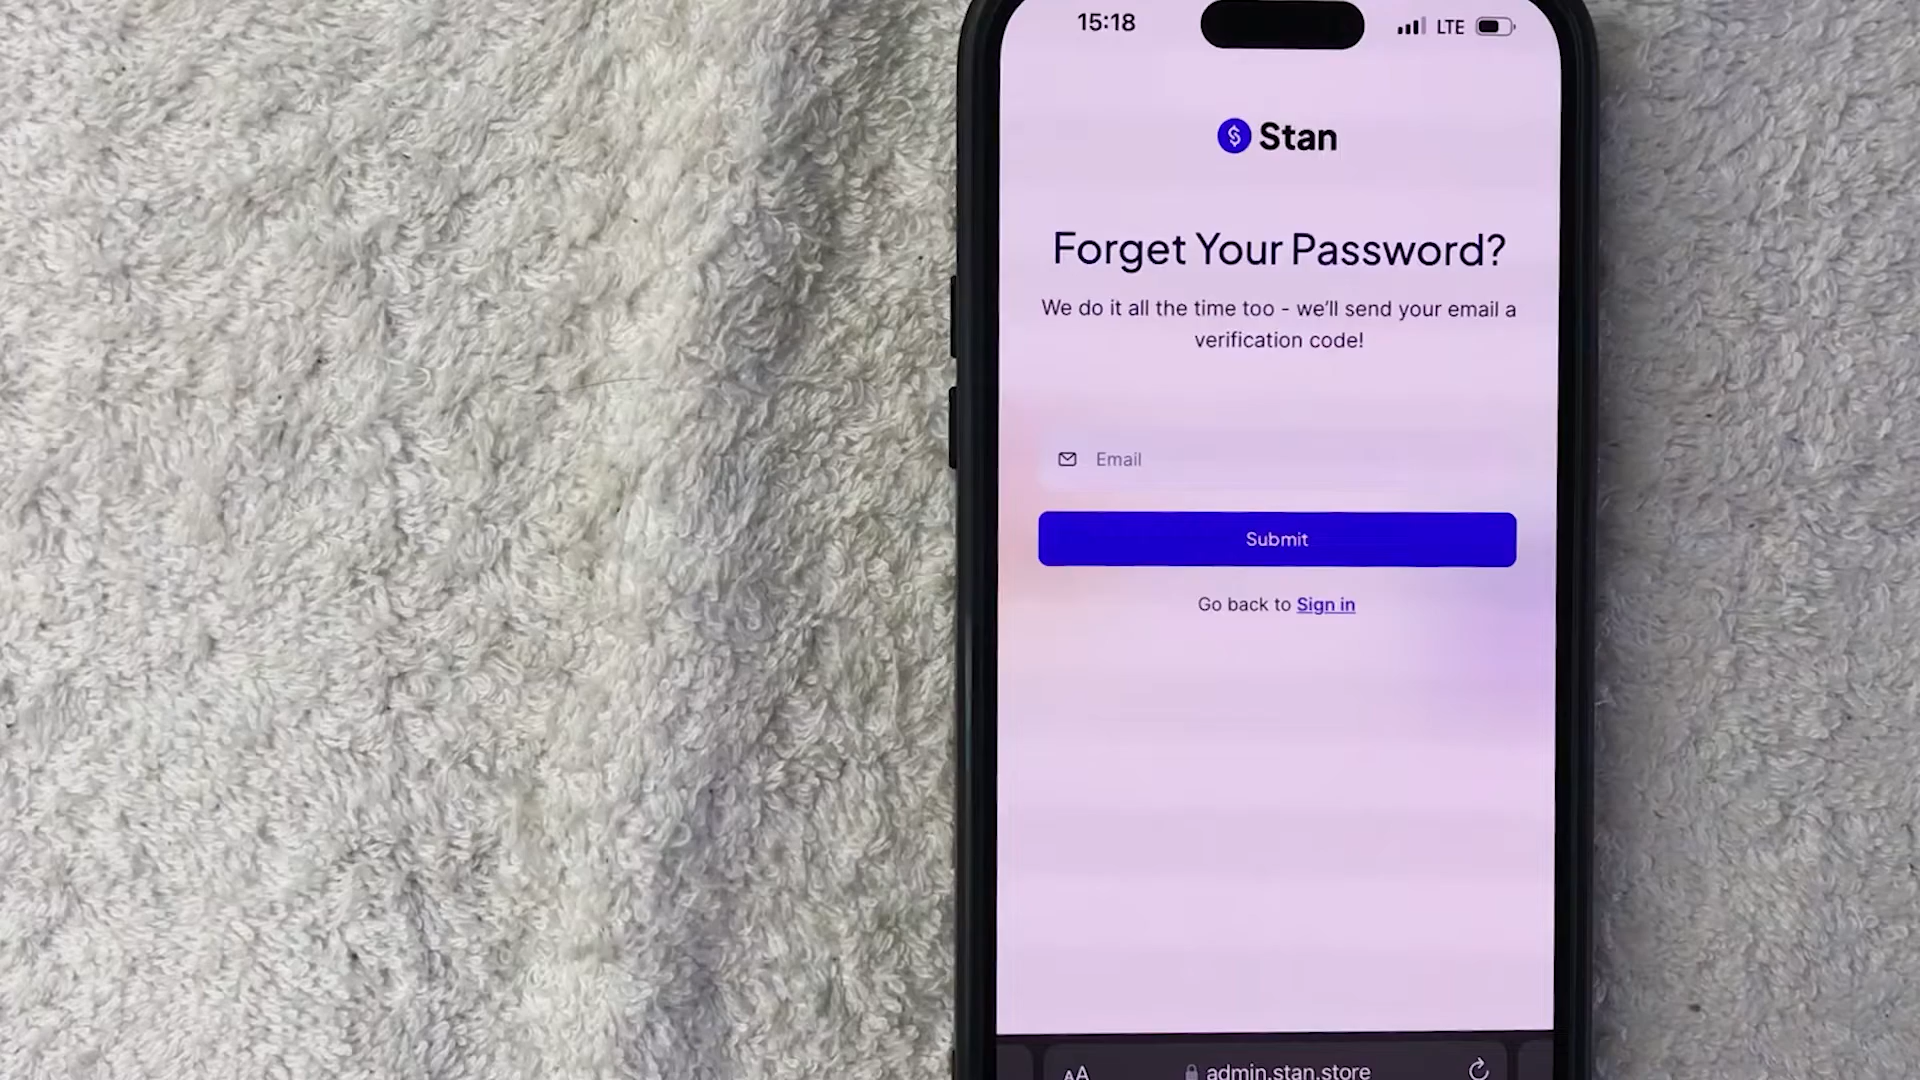 15:18
LTE
Stan
Forget Your Password?
We do it all the time too - we'll send your email a
verification code!
Email
Submit
Go back to Sign in
AA admin.stan.store